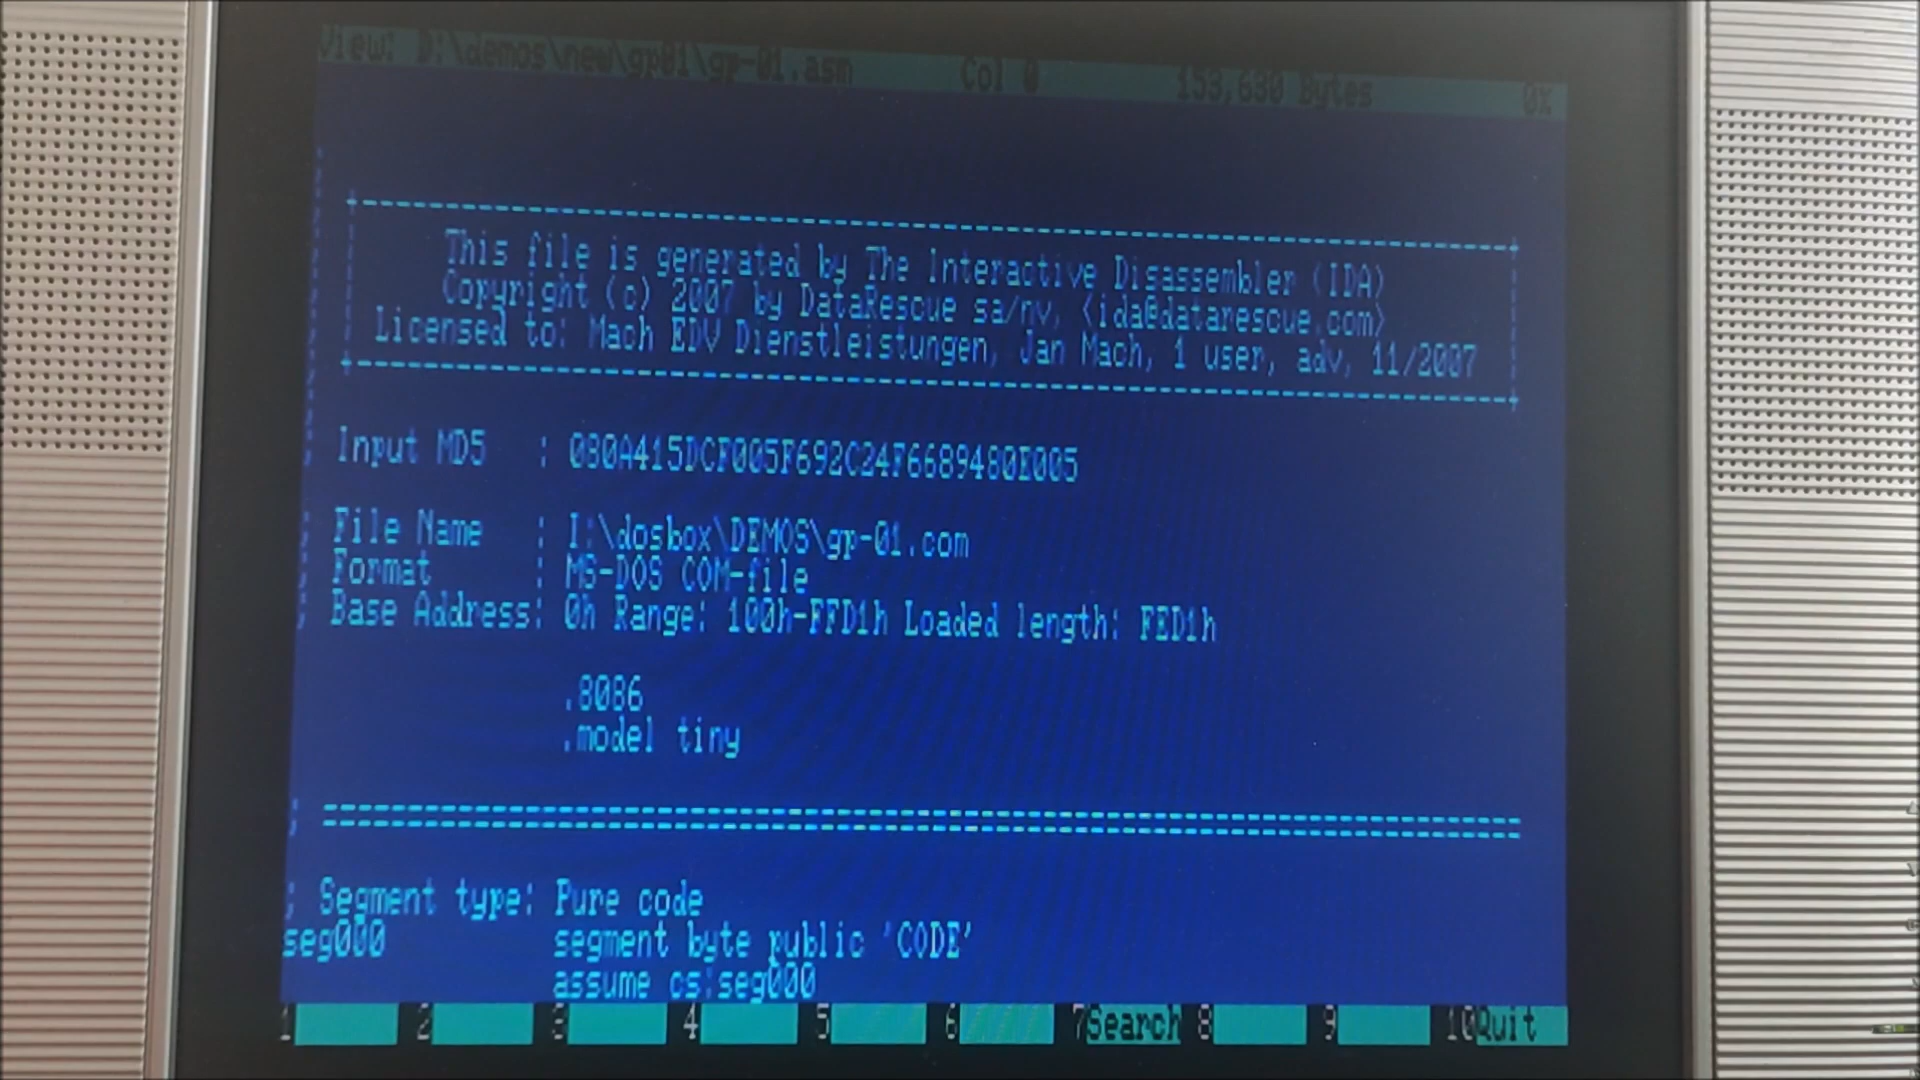 View: D:\demos\new\gp01\gp-01.asm Col 0 153,630 Bytes 0%
;
; +-------------------------------------------------------------------------+
; | This file is generated by The Interactive Disassembler (IDA) |
; | Copyright (c) 2007 by DataRescue sa/nv, <ida@datarescue.com> |
; | Licensed to: Mach EDV Dienstleistungen, Jan Mach, 1 user, adv, 11/2007 |
; +-------------------------------------------------------------------------+
;
; Input MD5 : 080A415DCF005F692C24F6689480E005
; File Name : I:\dosbox\DEMOS\gp-01.com
; Format : MS-DOS COM-file
; Base Address: 0h Range: 100h-FFD1h Loaded length: FED1h
.8086
.model tiny
; ===========================================================================
; Segment type: Pure code
seg000 segment byte public 'CODE'
assume cs:seg000
1 2 3 4 5 6 7Search 8 9 10Quit